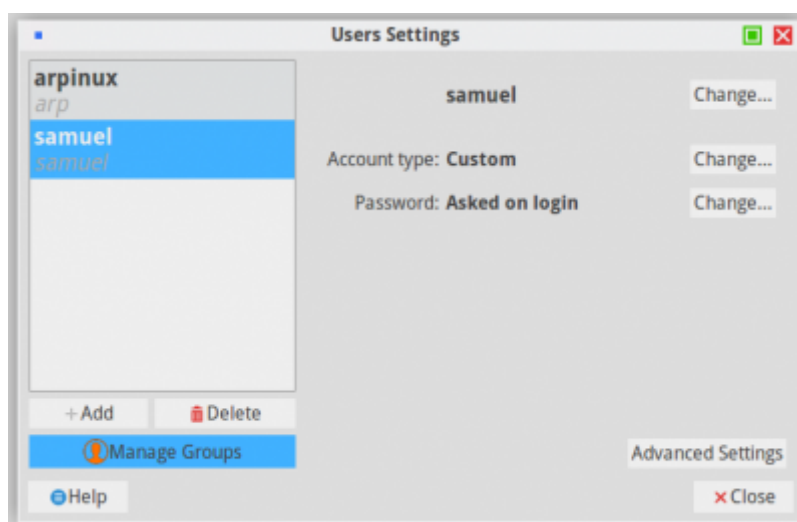 Users Settings
arpinux
arp
samuel
samuel
samuel Change...
Account type: Custom Change...
Password: Asked on login Change...
+Add Delete
Manage Groups
Advanced Settings
Help
Close